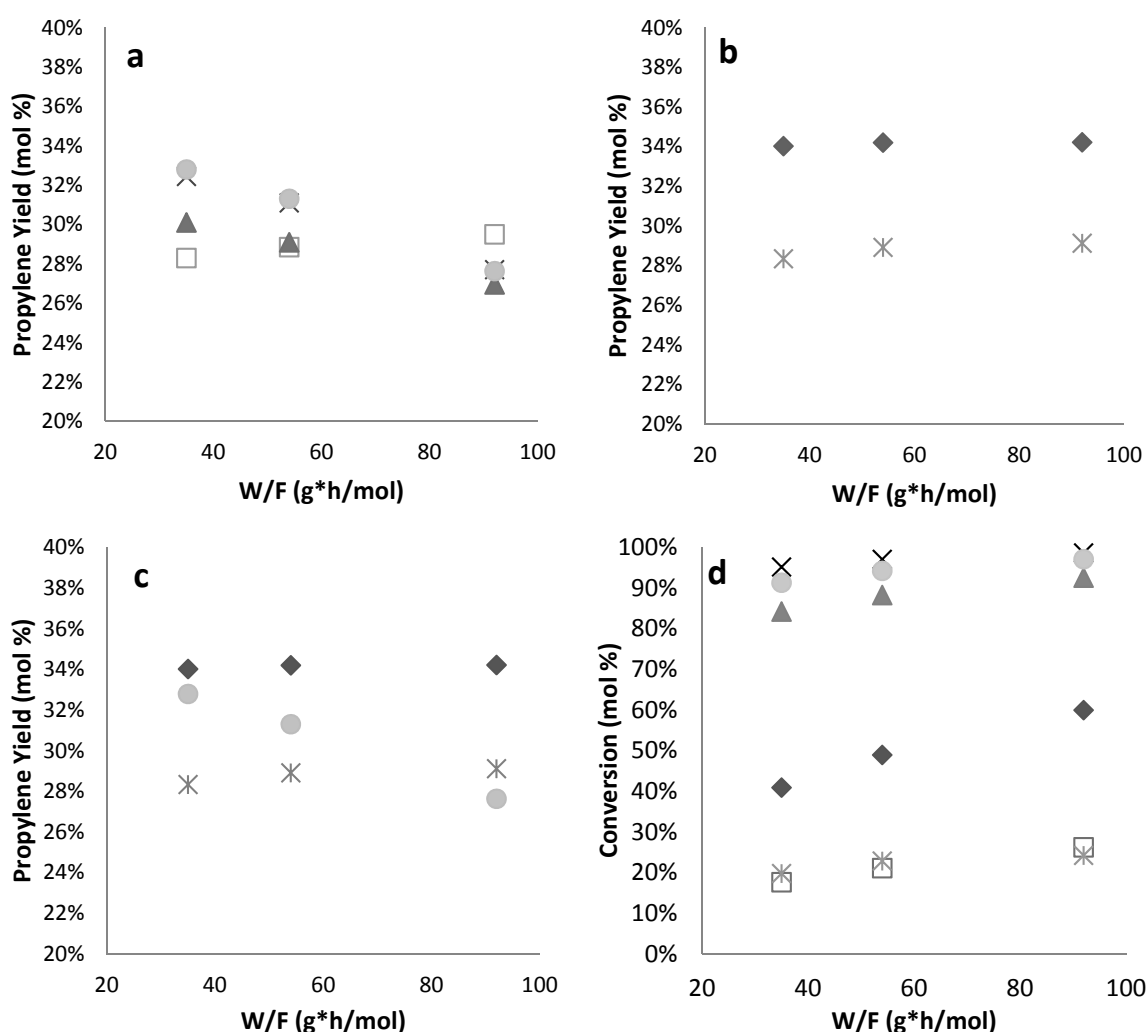 a
Propylene Yield (mol %)
40%
38%
36%
34%
32%
30%
28%
26%
24%
22%
20%
20 40 60 80 100
W/F (g*h/mol)
b
Propylene Yield (mol %)
40%
38%
36%
34%
32%
30%
28%
26%
24%
22%
20%
20 40 60 80 100
W/F (g*h/mol)
c
Propylene Yield (mol %)
40%
38%
36%
34%
32%
30%
28%
26%
24%
22%
20%
20 40 60 80 100
W/F (g*h/mol)
d
Conversion (mol %)
100%
90%
80%
70%
60%
50%
40%
30%
20%
10%
0%
20 40 60 80 100
W/F (g*h/mol)